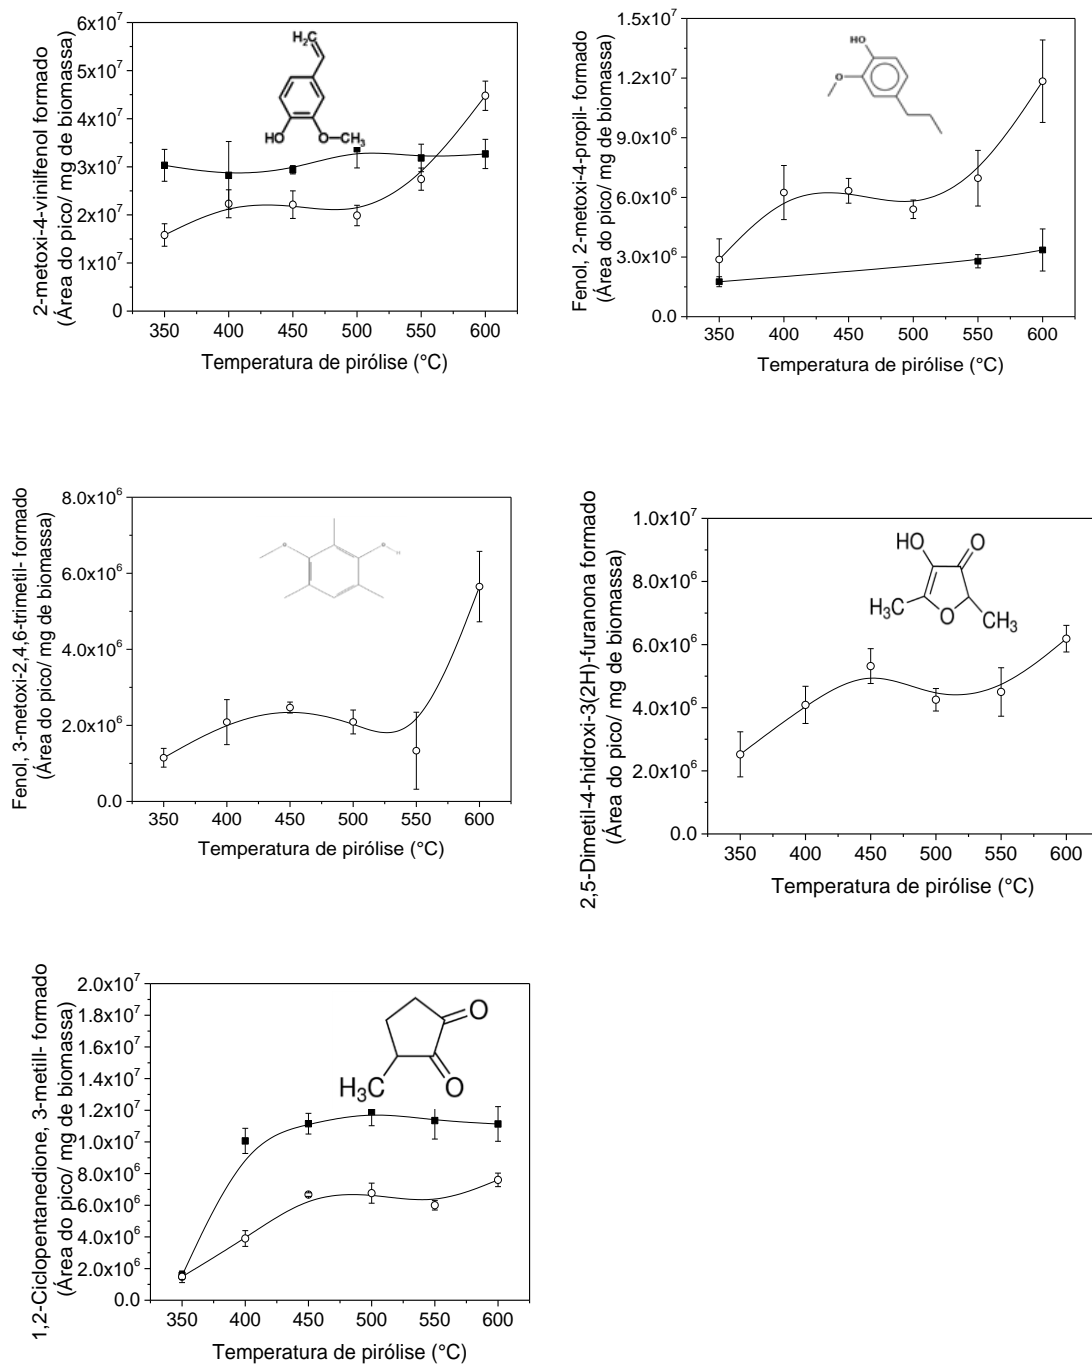 2-metoxi-4-vinilfenol formado
(Área do pico/ mg de biomassa)
6x10⁷
5x10⁷
4x10⁷
3x10⁷
2x10⁷
1x10⁷
0
H₂C
HO
O
CH₃
350 400 450 500 550 600
Temperatura de pirólise (°C)
Fenol, 2-metoxi-4-propil- formado
(Área do pico/ mg de biomassa)
1.5x10⁷
1.2x10⁷
9.0x10⁶
6.0x10⁶
3.0x10⁶
0.0
HO
O
350 400 450 500 550 600
Temperatura de pirólise (°C)
Fenol, 3-metoxi-2,4,6-trimetil- formado
(Área do pico/ mg de biomassa)
8.0x10⁶
6.0x10⁶
4.0x10⁶
2.0x10⁶
0.0
350 400 450 500 550 600
Temperatura de pirólise (°C)
2,5-Dimetil-4-hidroxi-3(2H)-furanona formado
(Área do pico/ mg de biomassa)
1.0x10⁷
8.0x10⁶
6.0x10⁶
4.0x10⁶
2.0x10⁶
0.0
HO
O
H₃C
O
CH₃
350 400 450 500 550 600
Temperatura de pirólise (°C)
1,2-Ciclopentanedione, 3-metill- formado
(Área do pico/ mg de biomassa)
2.0x10⁷
1.8x10⁷
1.6x10⁷
1.4x10⁷
1.2x10⁷
1.0x10⁷
8.0x10⁶
6.0x10⁶
4.0x10⁶
2.0x10⁶
0.0
O
H₃C
O
350 400 450 500 550 600
Temperatura de pirólise (°C)